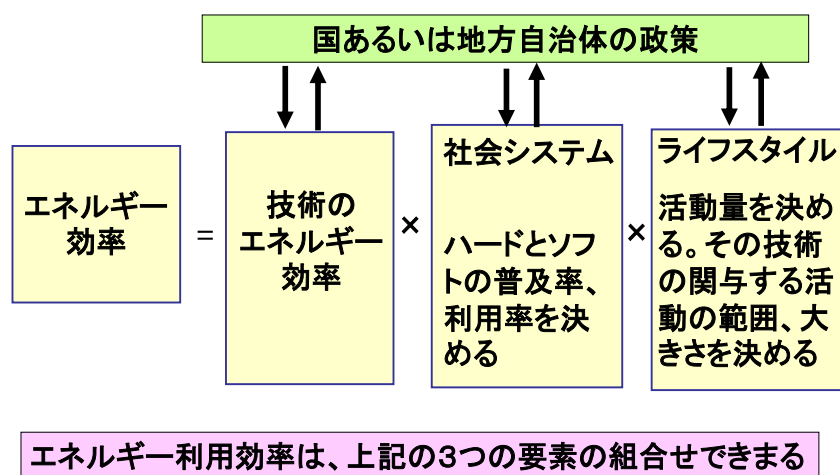 国あるいは地方自治体の政策
エネルギー
効率
=
技術の
エネルギー
効率
×
社会システム
ハードとソフ
トの普及率、
利用率を決
める
×
ライフスタイル
活動量を決め
る。その技術
の関与する活
動の範囲、大
きさを決める
エネルギー利用効率は、上記の3つの要素の組合せできまる